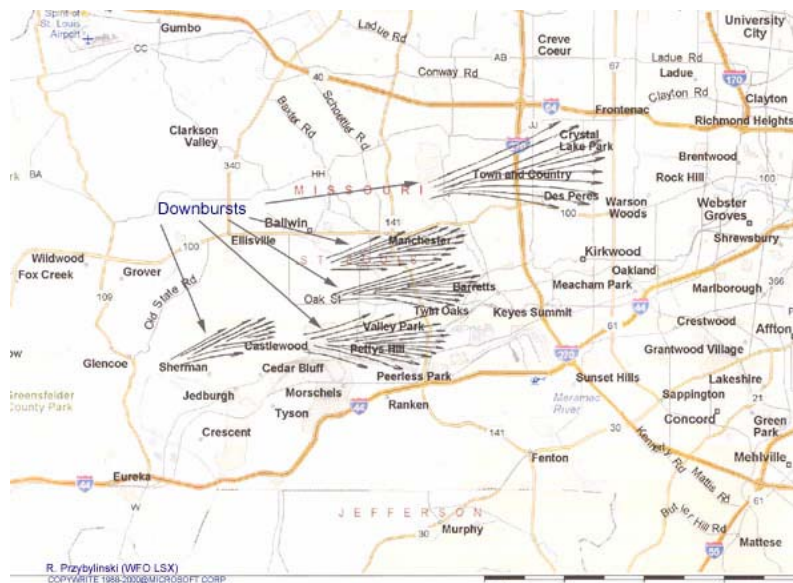 Spirit of
St. Louis
Airport
Gumbo
CC
Ladue Rd
Creve
Coeur
AB
67
University
City
Ladue Rd
Ladue
170
Conway Rd
40
Clayton Rd
Clayton
64
Frontenac
Richmond Heights
Baxter Rd
Schoettler Rd
JJ
Crystal
Lake Park
Clarkson
Valley
340
HH
BA
Brentwood
Town and Country
Rock Hill
MISSOURI
100
Des Peres
Warson
Woods
Webster
Groves
Downbursts
100
141
Ballwin
Ellisville
Manchester
Shrewsbury
100
Kirkwood
Wildwood
Fox Creek
Grover
Oakland
Old State Rd
Barretts
Meacham Park
Marlborough
109
Oak St
366
Twin Oaks
Keyes Summit
44
Valley Park
61
Crestwood
Affton
Castlewood
Pettys Hill
270
Grantwood Village
Glencoe
Sherman
Cedar Bluff
Peerless Park
Sunset Hills
Lakeshire
Greensfelder
County Park
Jedburgh
Morschels
Meramec
River
Sappington
21
Tyson
44
Ranken
Concord
Green
Park
Crescent
141
30
Kennerly Rd
Mattis Rd
Mehlville
Eureka
44
Fenton
61
W
Butler Hill Rd
JEFFERSON
30
Murphy
Mattese
55
R. Przybylinski (WFO LSX)
COPYWRITE 1988-2000@MICROSOFT CORP